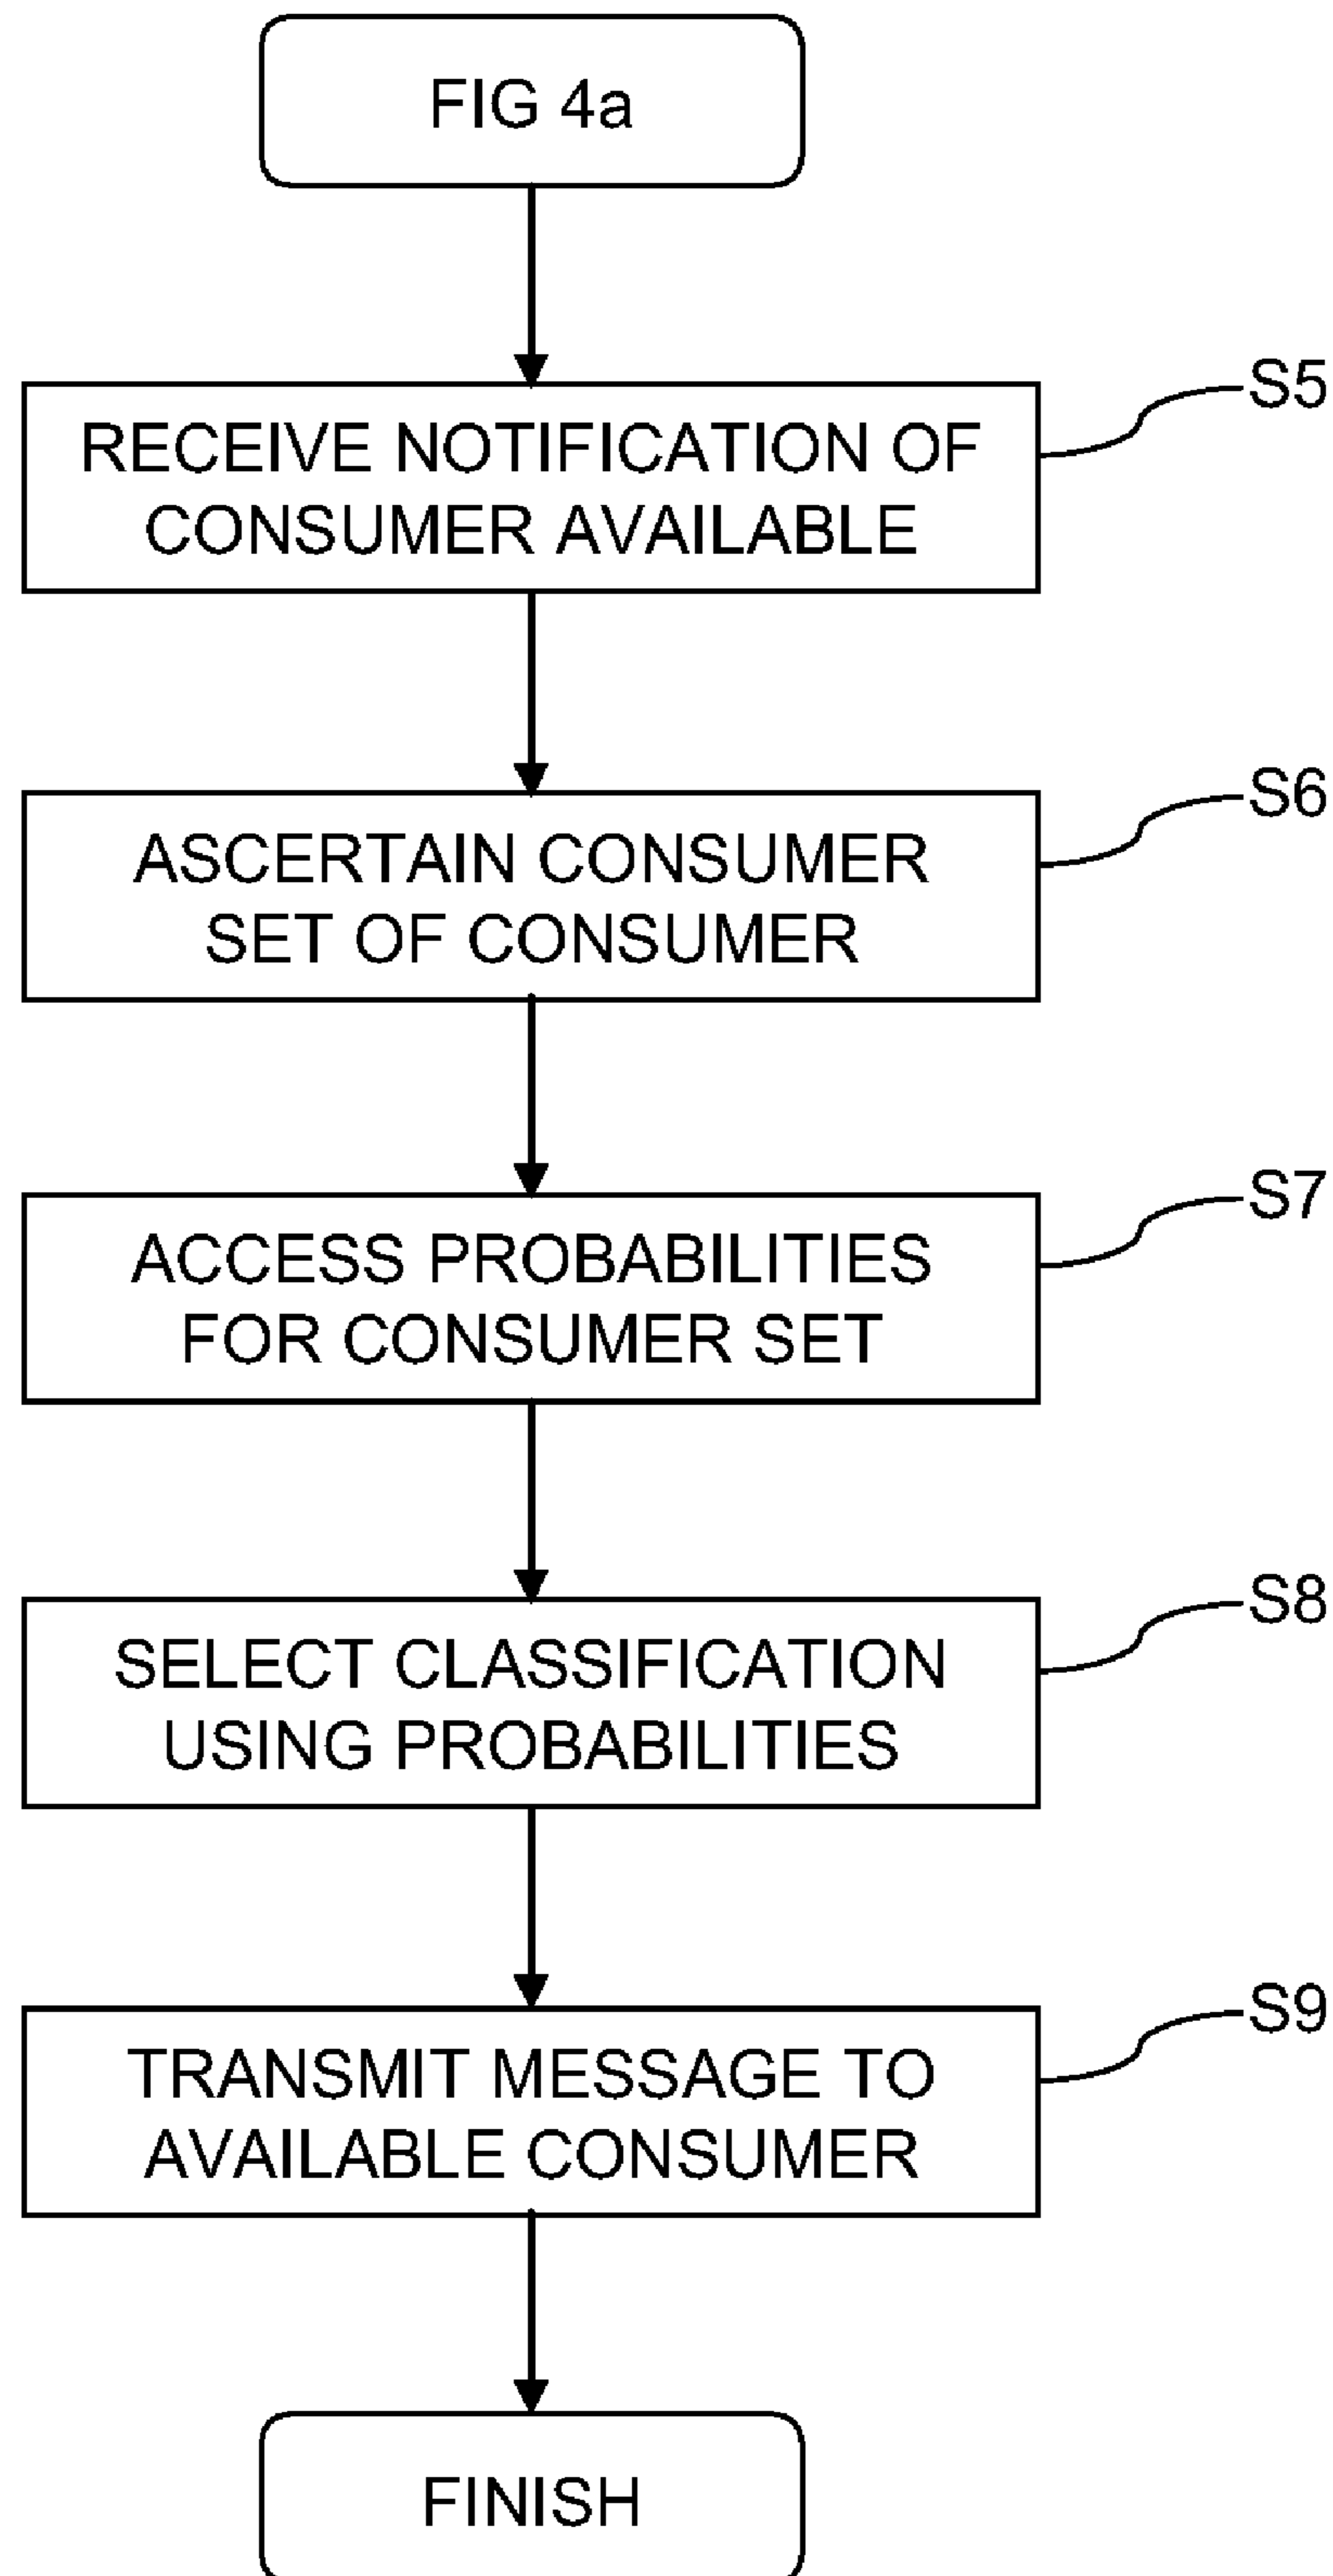 FIG 4a
S5
RECEIVE NOTIFICATION OF
CONSUMER AVAILABLE
S6
ASCERTAIN CONSUMER
SET OF CONSUMER
S7
ACCESS PROBABILITIES
FOR CONSUMER SET
S8
SELECT CLASSIFICATION
USING PROBABILITIES
S9
TRANSMIT MESSAGE TO
AVAILABLE CONSUMER
FINISH